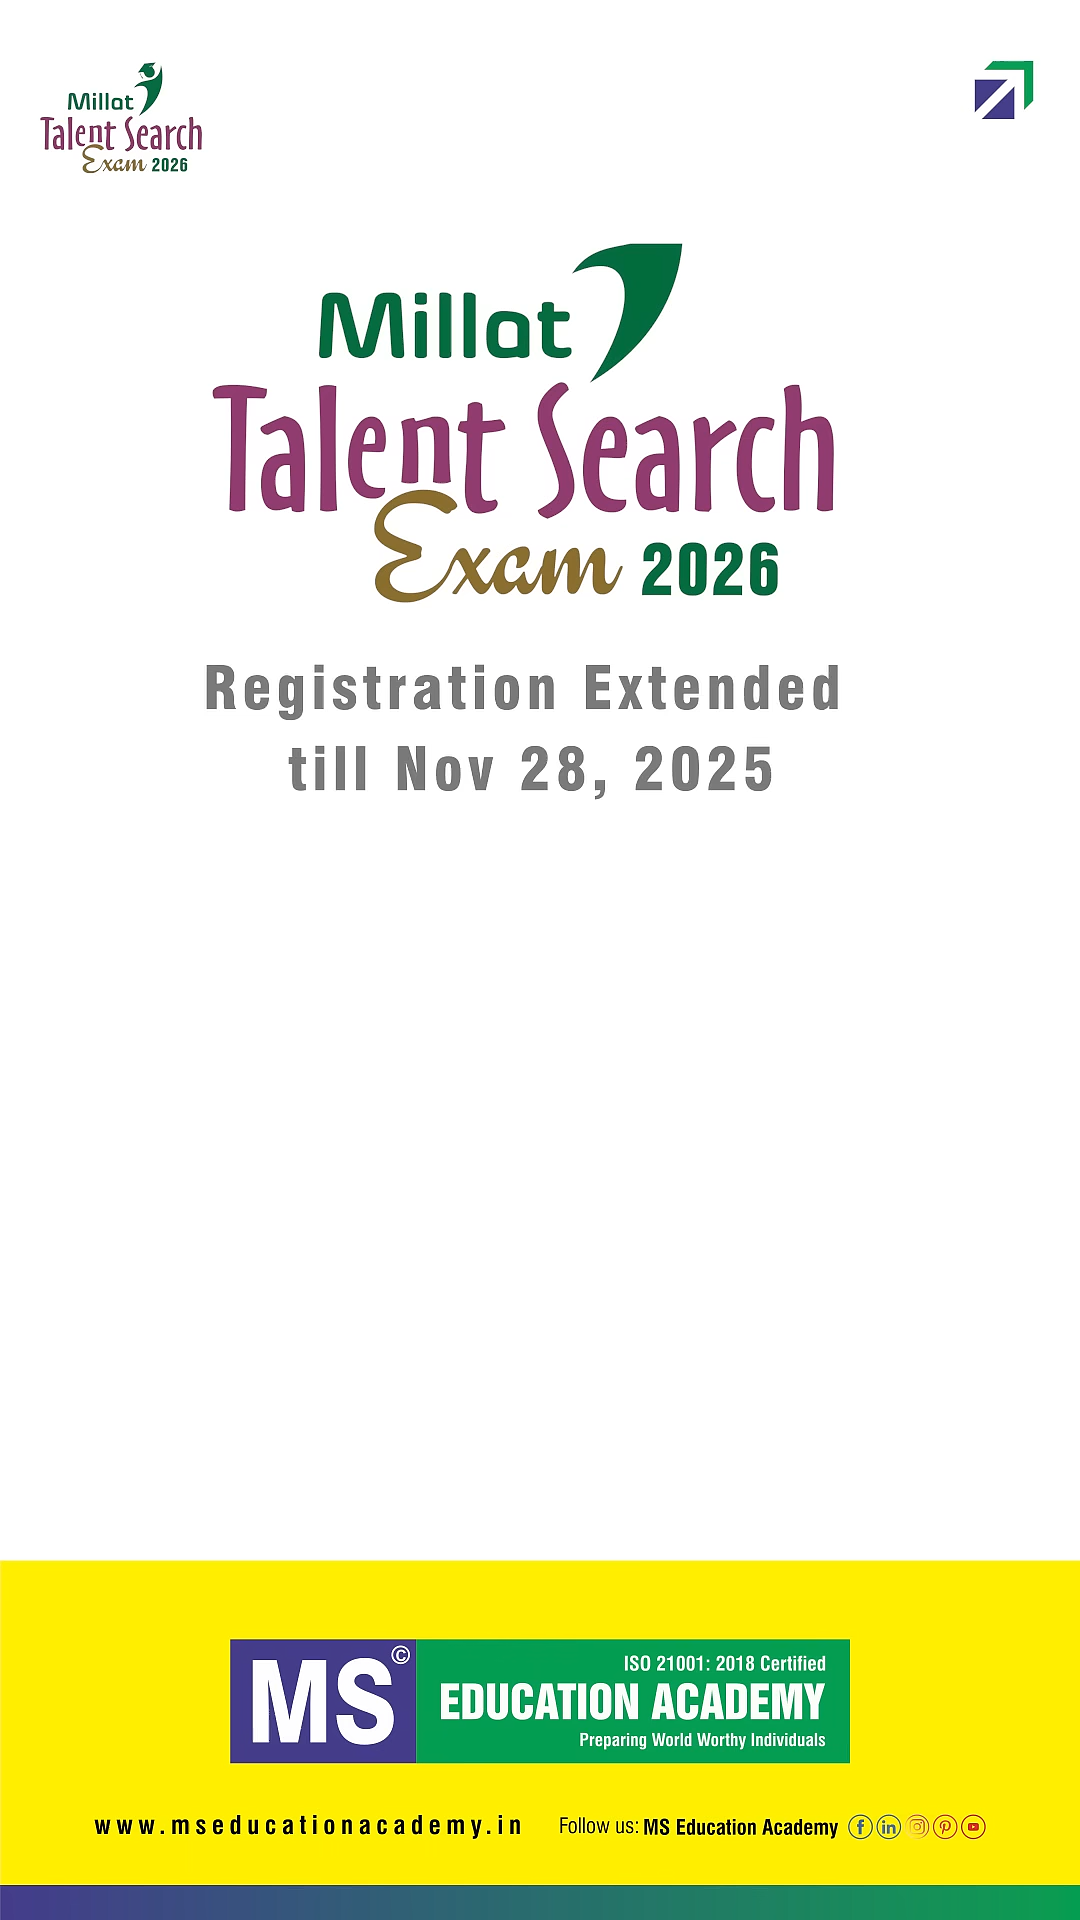 Millat
Talent Search
Exam 2026
Millat
Talent Search
Exam 2026
Registration Extended
till Nov 28, 2025
MS©
ISO 21001: 2018 Certified
EDUCATION ACADEMY
Preparing World Worthy Individuals
www.mseducationacademy.in
Follow us: MS Education Academy